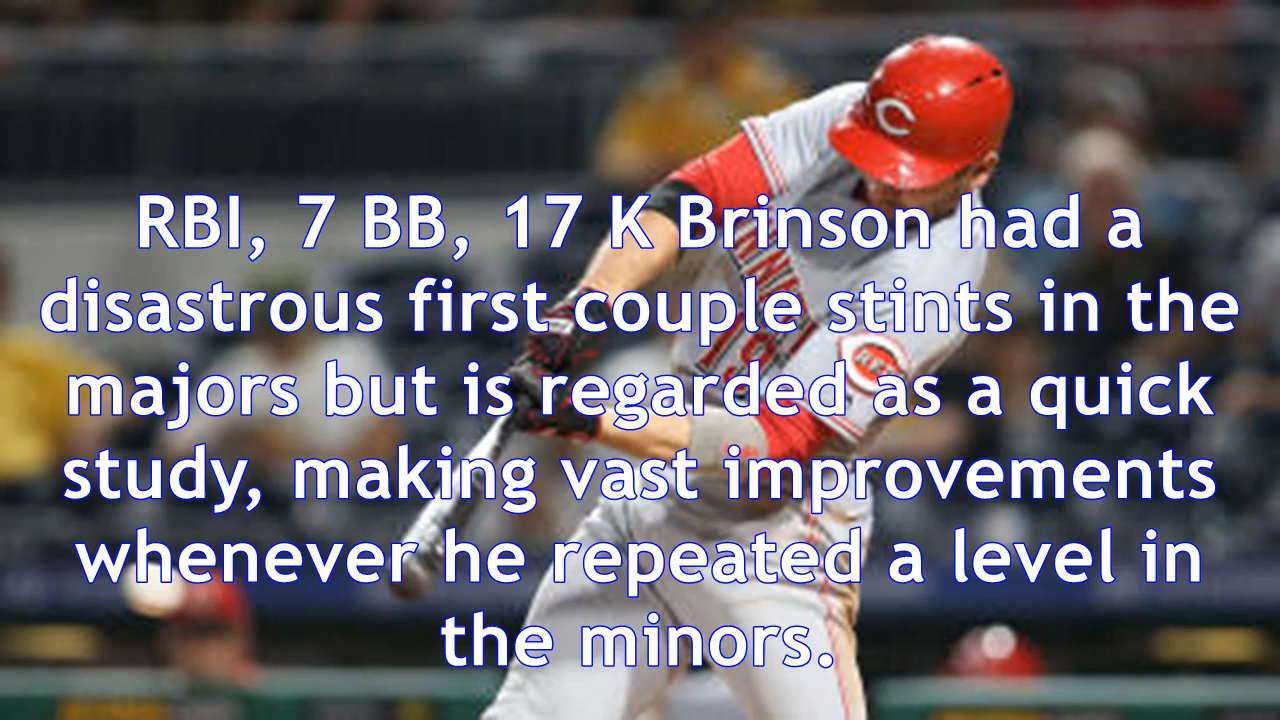 RBI, 7 BB, 17 K Brinson had a
disastrous first couple stints in the
majors but is regarded as a quick
study, making vast improvements
whenever he repeated a level in
the minors.